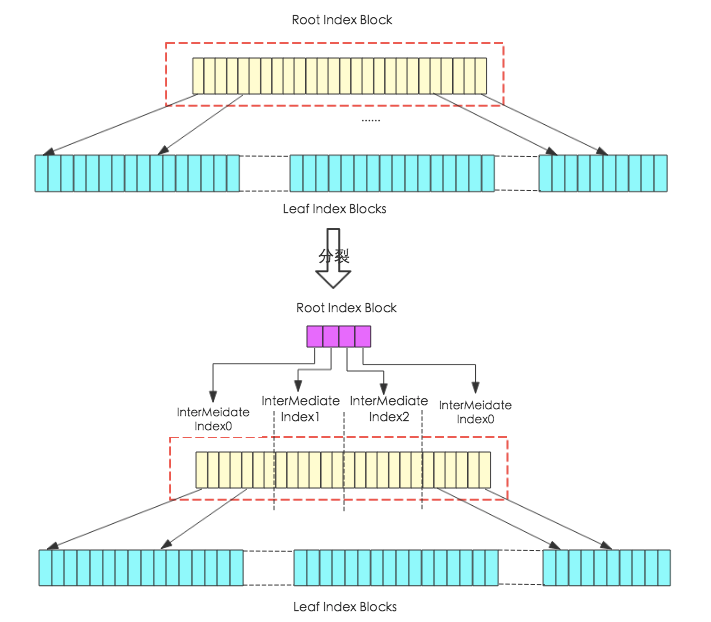 Root Index Block
......
Leaf Index Blocks
分裂
Root Index Block
InterMeidate
Index0
InterMediate
Index1
InterMediate
Index2
InterMeidate
Index0
Leaf Index Blocks